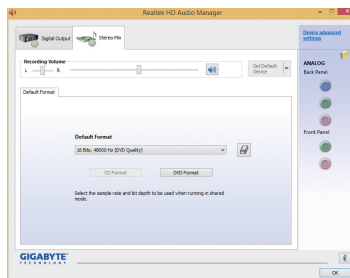 Realtek HD Audio Manager
Device advanced
settings
Digital Output
Stereo Mix
ANALOG
Back Panel
Recording Volume
L
R
Set Default
Device
Default Format
Front Panel
Default Format
16 Bits, 48000 Hz (DVD Quality)
CD Format
DVD Format
Select the sample rate and bit depth to be used when running in shared
mode.
GIGABYTE
TECHNOLOGY
i
OK